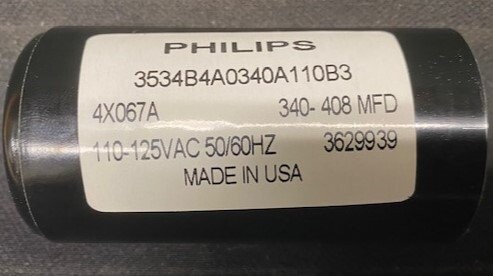 PHILIPS
3534B4A0340A110B3
4X067A 340- 408 MFD
110-125VAC 50/60HZ 3629939
MADE IN USA